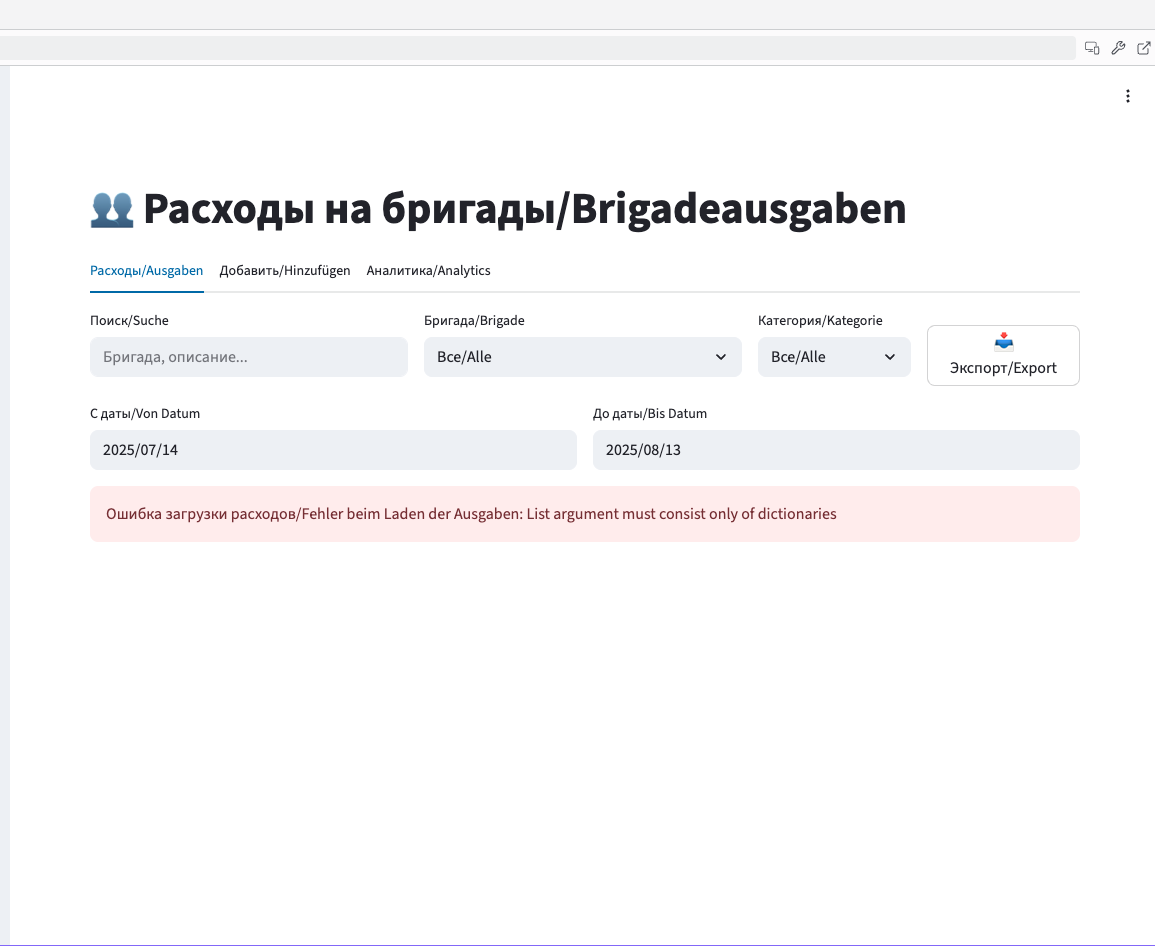 Расходы на бригады/Brigadeausgaben
Расходы/Ausgaben Добавить/Hinzufügen Аналитика/Analytics
Поиск/Suche Бригада/Brigade Категория/Kategorie
Бригада, описание... Все/Alle Все/Alle Экспорт/Export
С даты/Von Datum До даты/Bis Datum
2025/07/14 2025/08/13
Ошибка загрузки расходов/Fehler beim Laden der Ausgaben: List argument must consist only of dictionaries